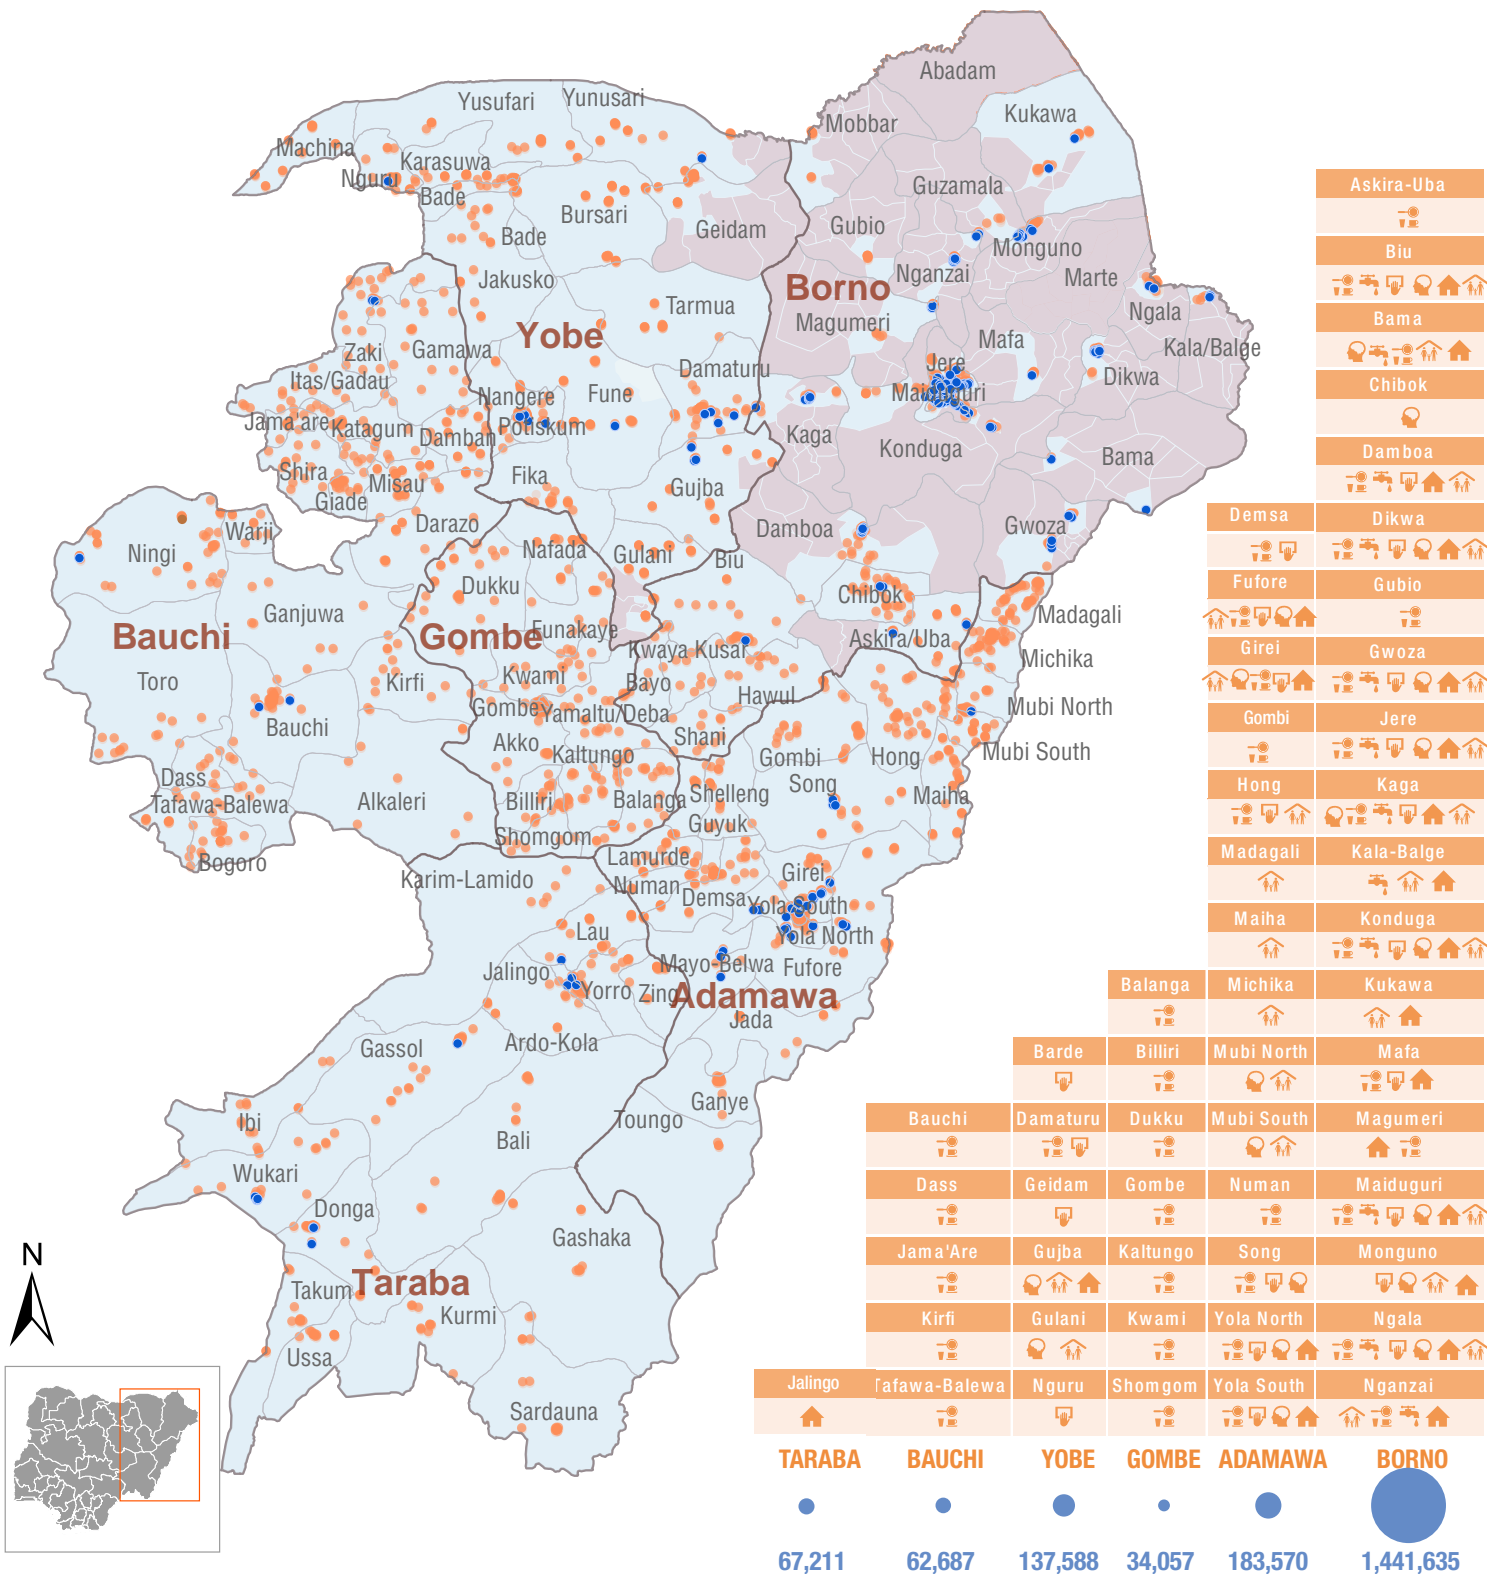 Abadam
Kukawa
Yusufari
Yunusari
Mobbar
Machina
Karasuwa
Nguru
Bade
Guzamala
Bursari
Gubio
Geidam
Bade
Monguno
Nganzai
Marte
Jakusko
Borno
Tarmua
Ngala
Yobe
Magumeri
Mafa
Kala/Balge
Zaki
Gamawa
Jere
Damaturu
Dikwa
Itas/Gadau
Nangere
Fune
Maiduguri
Jama'are
Katagum
Damban
Potiskum
Kaga
Konduga
Bama
Shira
Misau
Fika
Giade
Gujba
Darazo
Damboa
Gwoza
Ningi
Warji
Nafada
Gulani
Biu
Dukku
Chibok
Ganjuwa
Madagali
Bauchi
Gombe
Funakaye
Askira/Uba
Kwaya Kusar
Michika
Toro
Kirfi
Kwami
Bayo
Hawul
Gombe
Yamaltu/Deba
Mubi North
Bauchi
Akko
Kaltungo
Shani
Gombi
Hong
Mubi South
Dass
Song
Tafawa-Balewa
Alkaleri
Billiri
Balanga
Shelleng
Maiha
Guyuk
Shomgom
Bogoro
Lamurde
Karim-Lamido
Numan
Girei
Demsa
Yola South
Lau
Yola North
Jalingo
Mayo-Belwa
Fufore
Yorro
Zing
Adamawa
Jada
Gassol
Ardo-Kola
Ganye
Ibi
Toungo
Bali
Wukari
Donga
Gashaka
Takum
Taraba
Kurmi
Ussa
Sardauna
N
Askira-Uba
Biu
Bama
Chibok
Damboa
Demsa
Dikwa
Fufore
Gubio
Girei
Gwoza
Gombi
Jere
Hong
Kaga
Madagali
Kala-Balge
Maiha
Konduga
Balanga
Michika
Kukawa
Barde
Billiri
Mubi North
Mafa
Bauchi
Damaturu
Dukku
Mubi South
Magumeri
Dass
Geidam
Gombe
Numan
Maiduguri
Jama'Are
Gujba
Kaltungo
Song
Monguno
Kirfi
Gulani
Kwami
Yola North
Ngala
Jalingo
Tafawa-Balewa
Nguru
Shomgom
Yola South
Nganzai
TARABA
BAUCHI
YOBE
GOMBE
ADAMAWA
BORNO
67,211
62,687
137,588
34,057
183,570
1,441,635